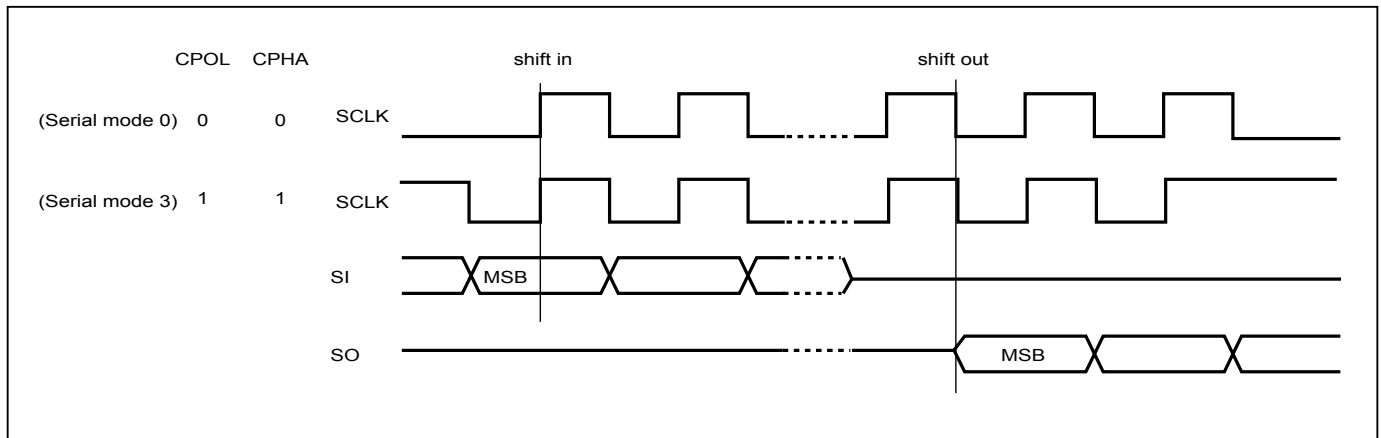 CPOL CPHA shift in shift out
(Serial mode 0) 0 0 SCLK
(Serial mode 3) 1 1 SCLK
SI MSB
SO MSB